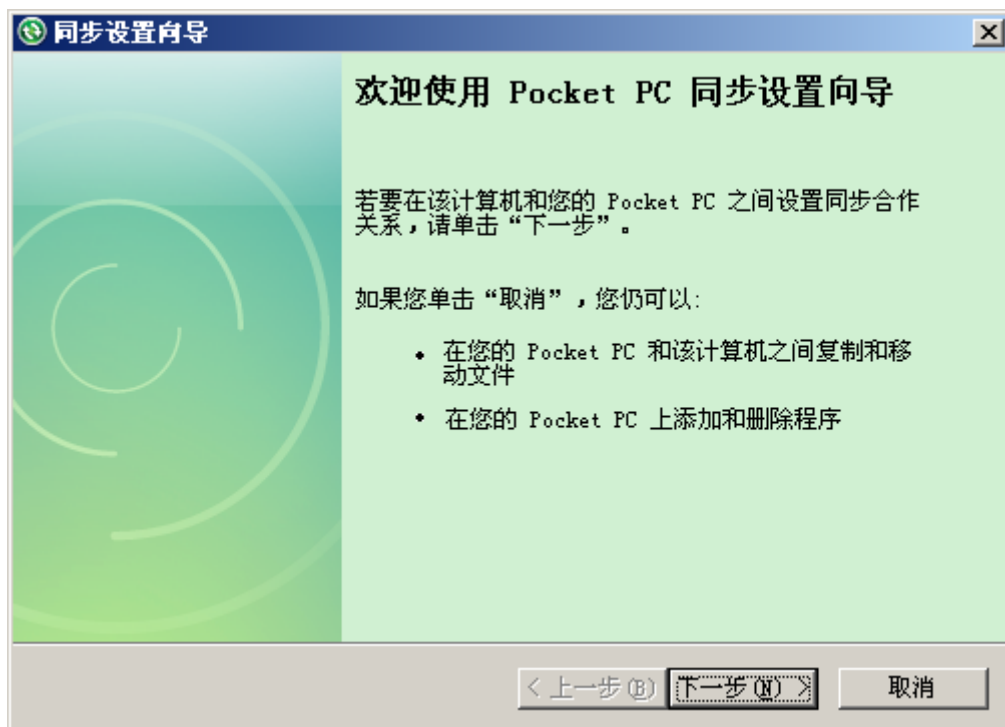 同步设置向导
欢迎使用 Pocket PC 同步设置向导
若要在该计算机和您的 Pocket PC 之间设置同步合作
关系，请单击“下一步”。
如果您单击“取消”，您仍可以:
• 在您的 Pocket PC 和该计算机之间复制和移
动文件
• 在您的 Pocket PC 上添加和删除程序
< 上一步(B) 下一步(N) > 取消